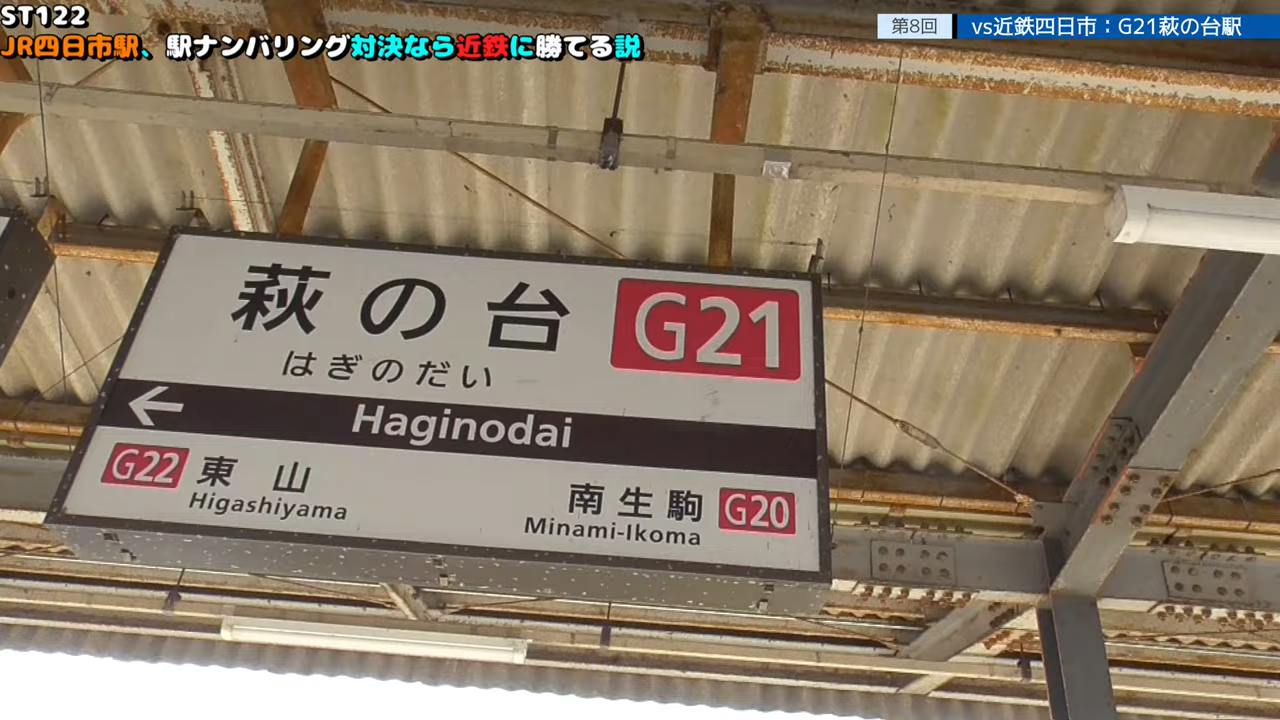 ST122
JR四日市駅、駅ナンバリング対決なら近鉄に勝てる説
第8回 vs近鉄四日市：G21萩の台駅
萩の台 G21
はぎのだい
← Haginodai
G22 東山 南生駒 G20
Higashiyama Minami-Ikoma